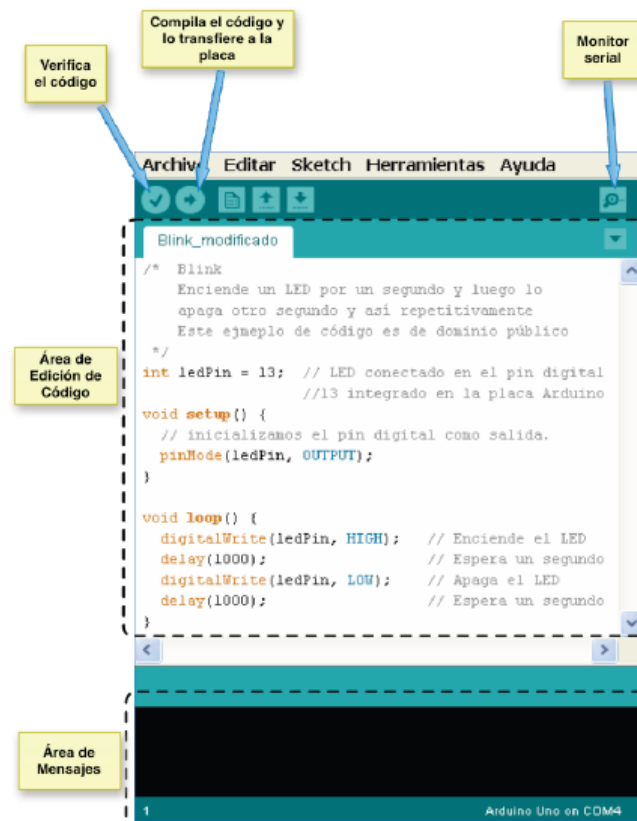 Compila el código y
lo transfiere a la
placa
Verifica
el código
Monitor
serial
Archivo Editar Sketch Herramientas Ayuda
Blink_modificado
/* Blink
Enciende un LED por un segundo y luego lo
apaga otro segundo y así repetitivamente
Este ejmeplo de código es de dominio público
*/
int ledPin = 13; // LED conectado en el pin digital
//13 integrado en la placa Arduino
void setup() {
// inicializamos el pin digital como salida.
pinMode(ledPin, OUTPUT);
}
void loop() {
digitalWrite(ledPin, HIGH); // Enciende el LED
delay(1000); // Espera un segundo
digitalWrite(ledPin, LOW); // Apaga el LED
delay(1000); // Espera un segundo
}
Área de
Edición de
Código
Área de
Mensajes
1
Arduino Uno on COM4